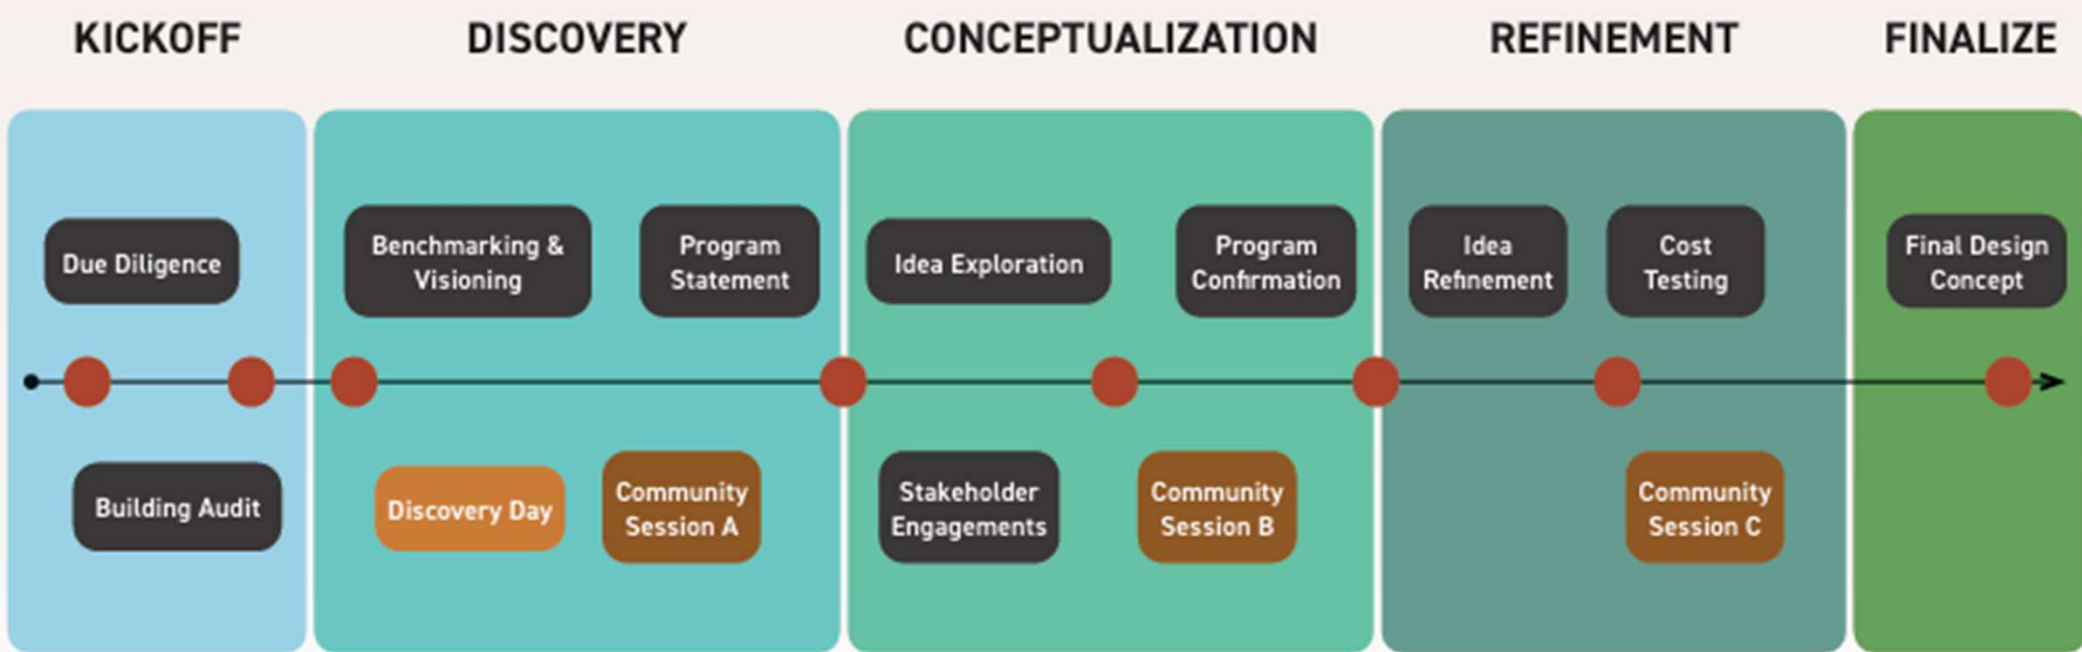 KICKOFF
DISCOVERY
CONCEPTUALIZATION
REFINEMENT
FINALIZE
Due Diligence
Building Audit
Benchmarking &
Visioning
Program
Statement
Discovery Day
Community
Session A
Idea Exploration
Program
Confirmation
Stakeholder
Engagements
Community
Session B
Idea
Refinement
Cost
Testing
Community
Session C
Final Design
Concept